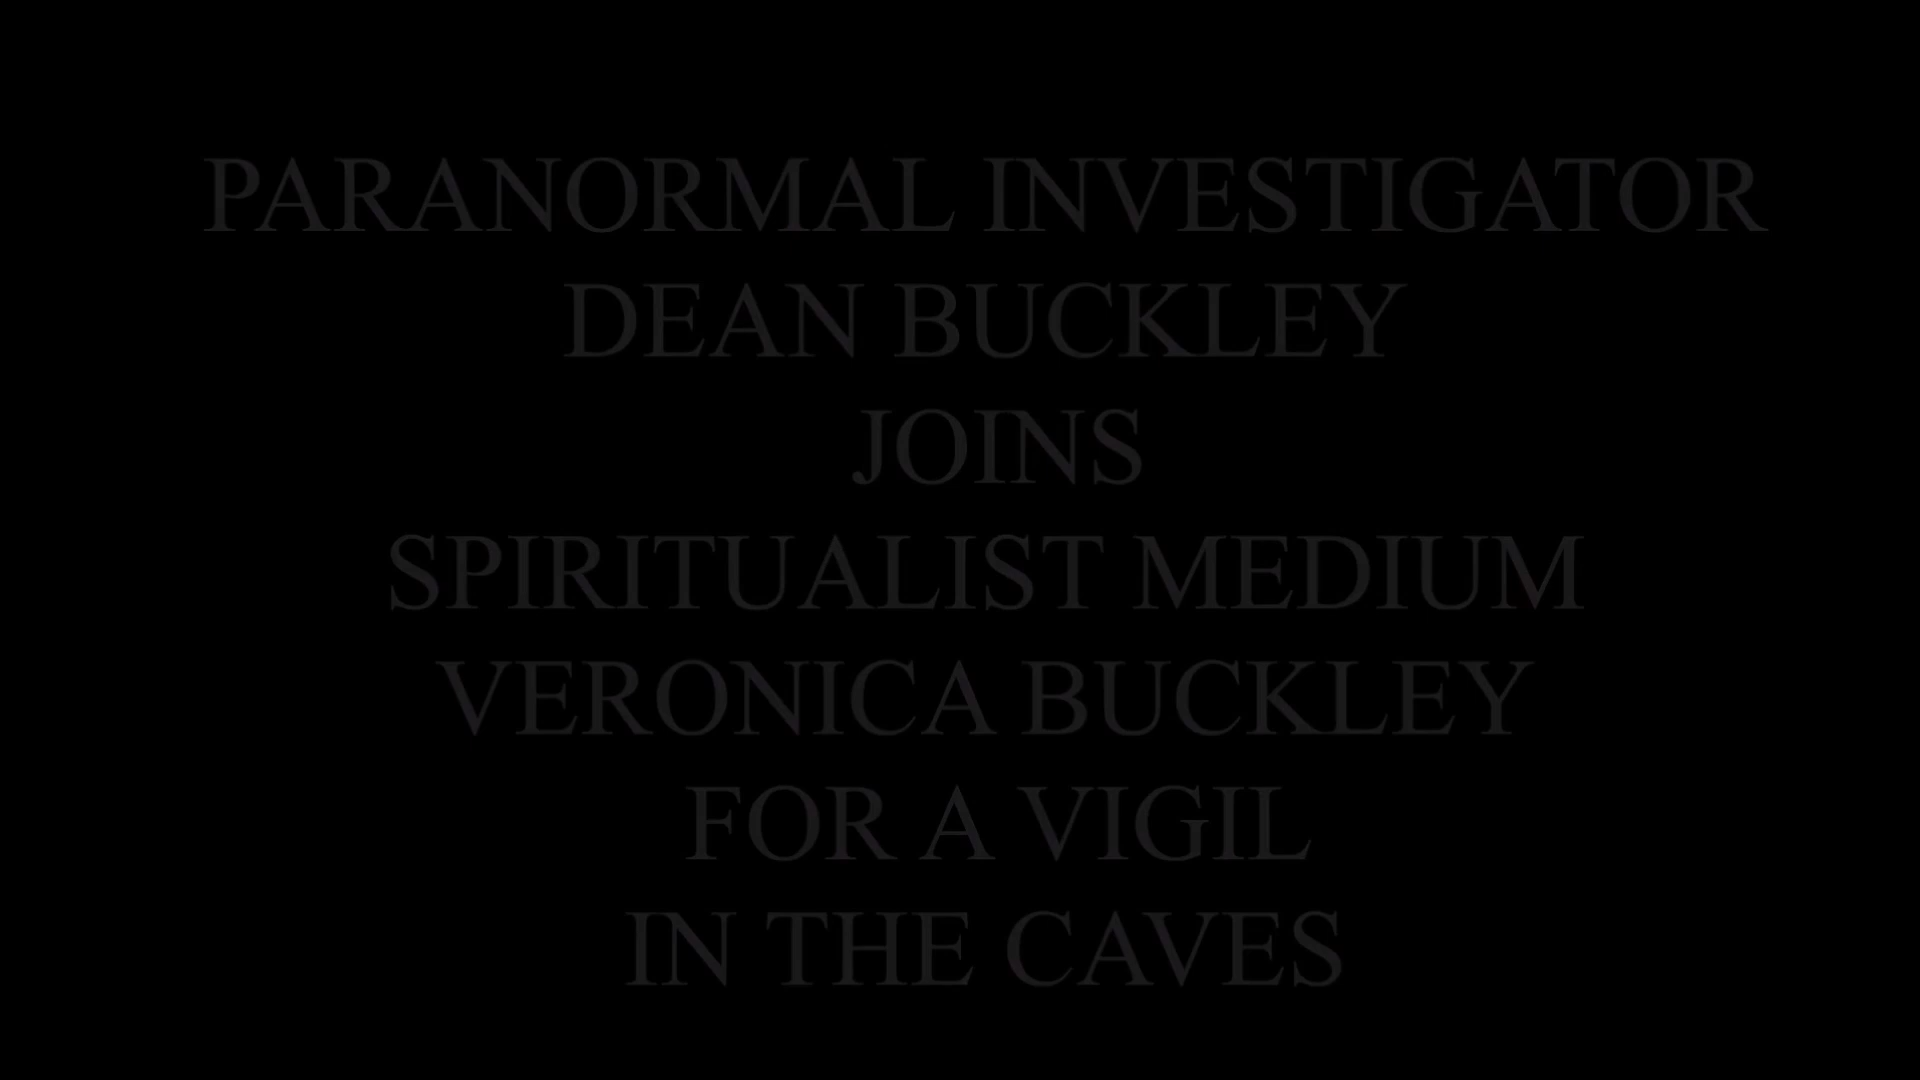 PARANORMAL INVESTIGATOR
DEAN BUCKLEY
JOINS
SPIRITUALIST MEDIUM
VERONICA BUCKLEY
FOR A VIGIL
IN THE CAVES